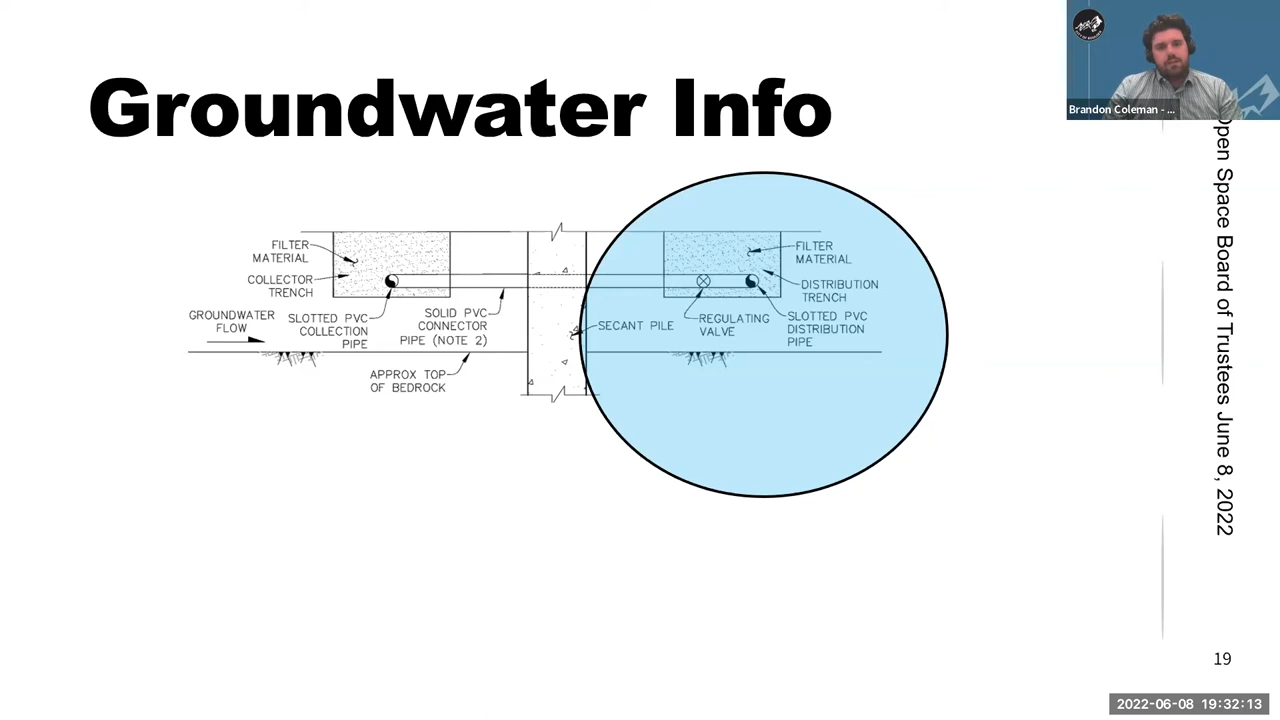 Groundwater Info
FILTER
MATERIAL
COLLECTOR
TRENCH
GROUNDWATER
FLOW
SLOTTED PVC
COLLECTION
PIPE
SOLID PVC
CONNECTOR
PIPE (NOTE 2)
APPROX TOP
OF BEDROCK
SECANT PILE
REGULATING
VALVE
FILTER
MATERIAL
DISTRIBUTION
TRENCH
SLOTTED PVC
DISTRIBUTION
PIPE
Brandon Coleman - ...
Open Space Board of Trustees June 8, 2022
19
2022-06-08 19:32:13